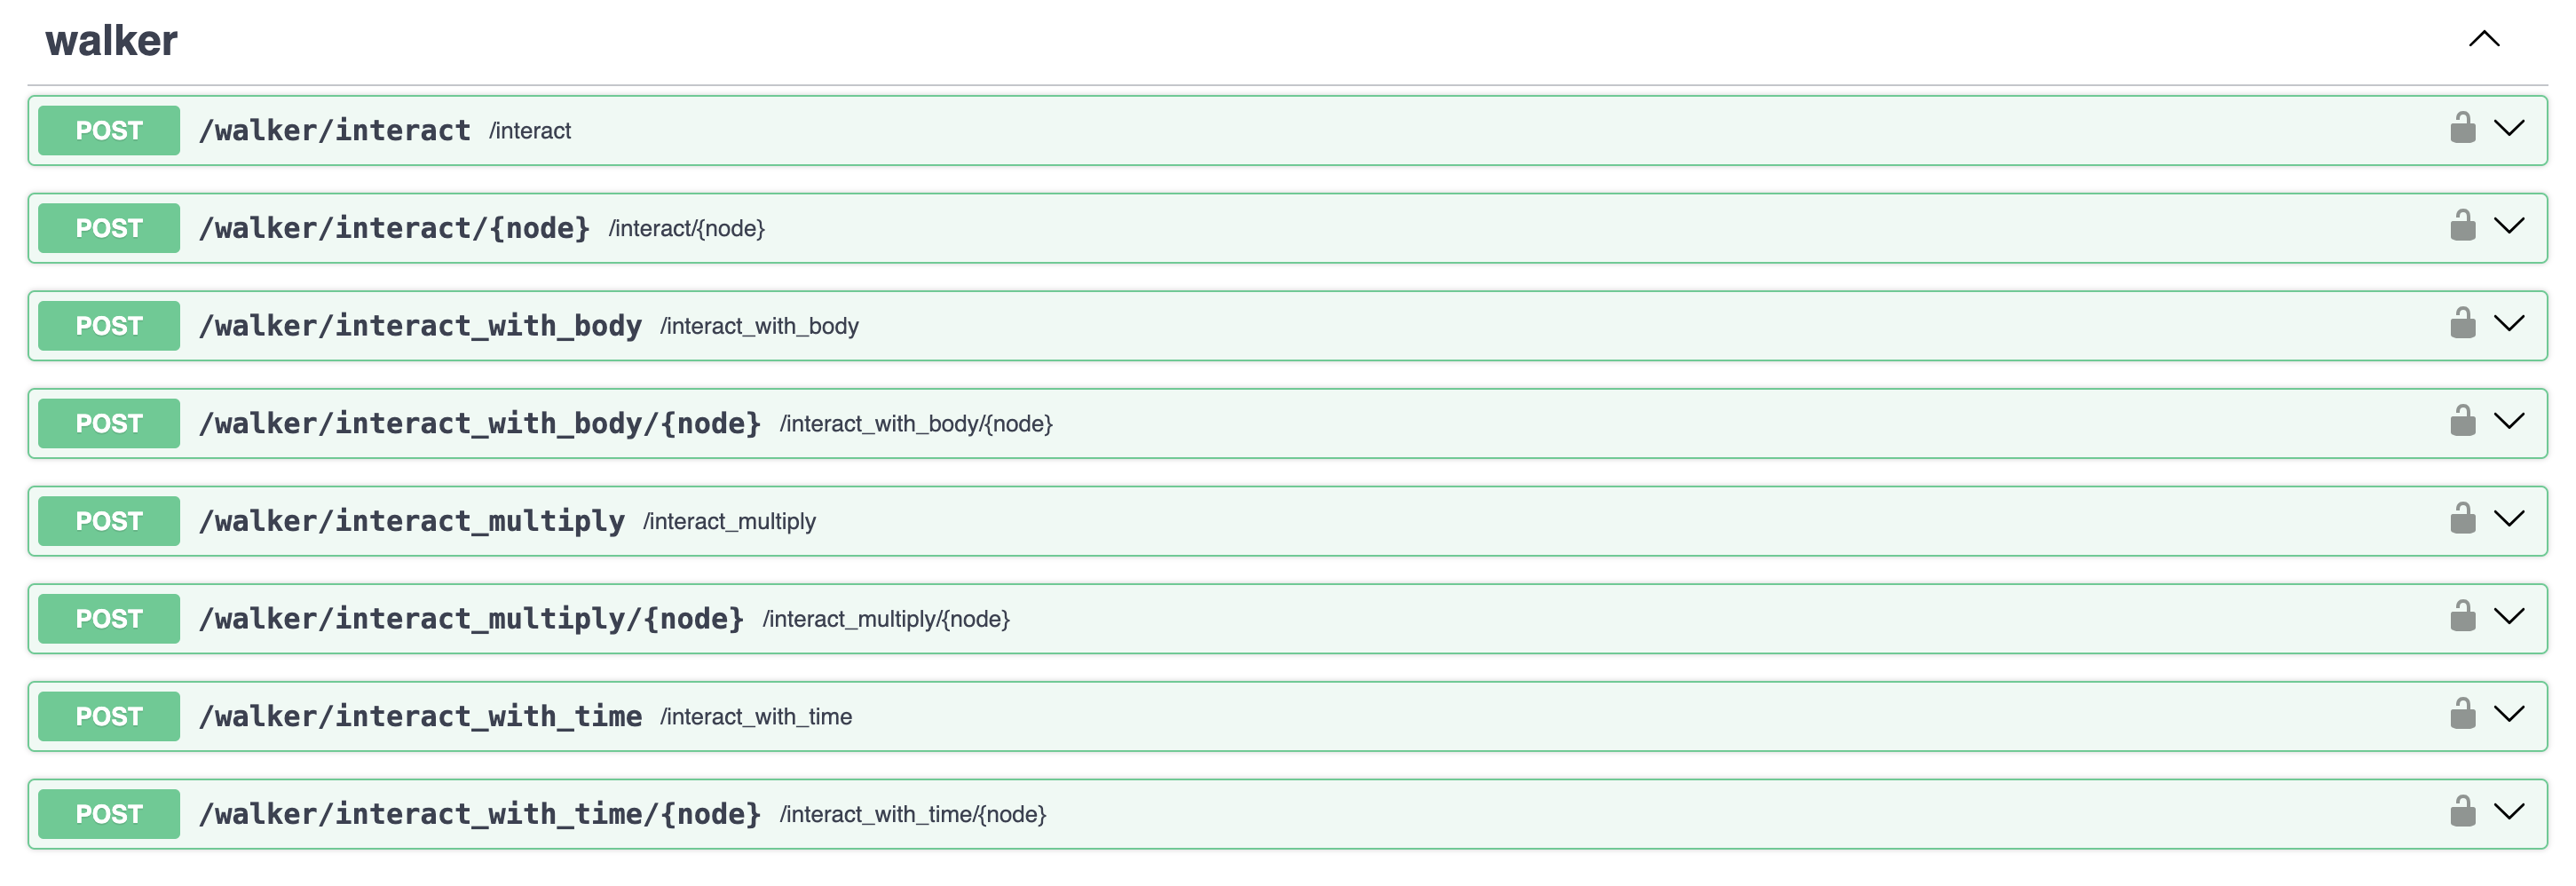 walker
POST /walker/interact /interact
POST /walker/interact/{node} /interact/{node}
POST /walker/interact_with_body /interact_with_body
POST /walker/interact_with_body/{node} /interact_with_body/{node}
POST /walker/interact_multiply /interact_multiply
POST /walker/interact_multiply/{node} /interact_multiply/{node}
POST /walker/interact_with_time /interact_with_time
POST /walker/interact_with_time/{node} /interact_with_time/{node}